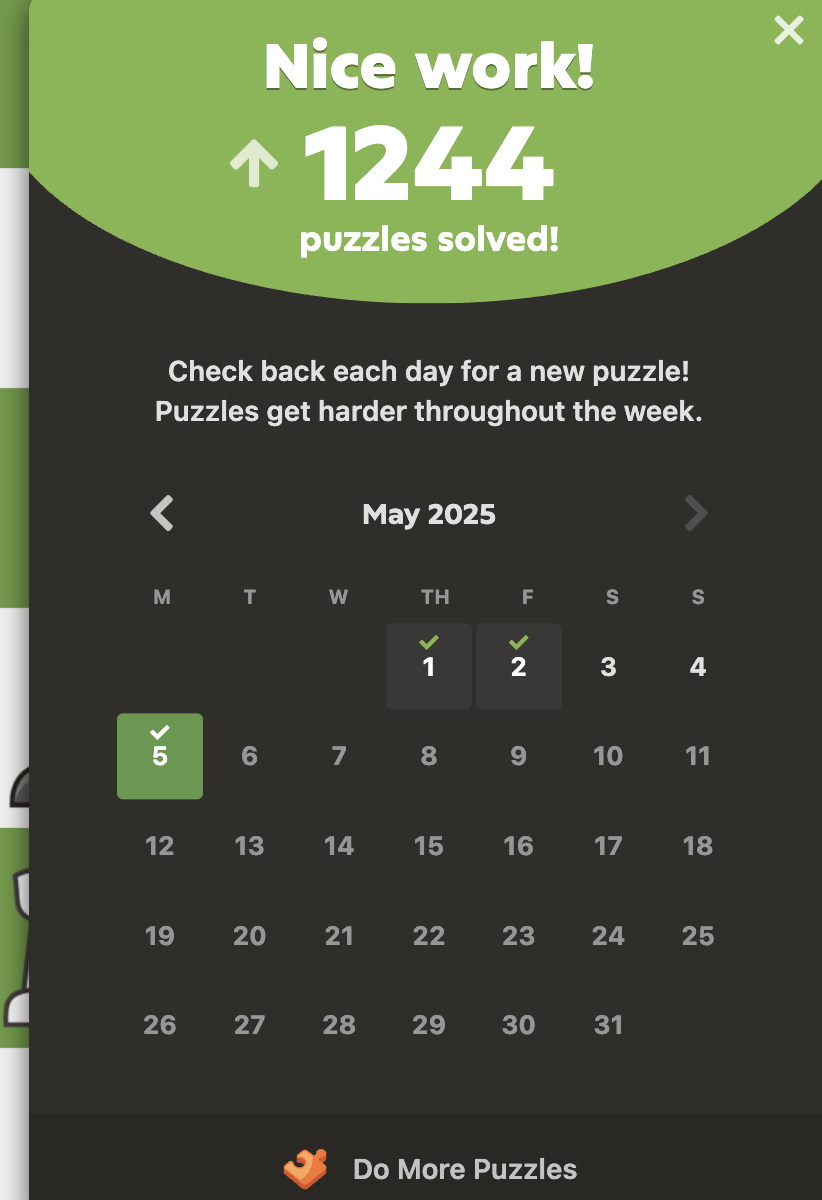 Nice work!
1244
puzzles solved!
Check back each day for a new puzzle!
Puzzles get harder throughout the week.
May 2025
M T W TH F S S
1 2 3 4
5 6 7 8 9 10 11
12 13 14 15 16 17 18
19 20 21 22 23 24 25
26 27 28 29 30 31
Do More Puzzles